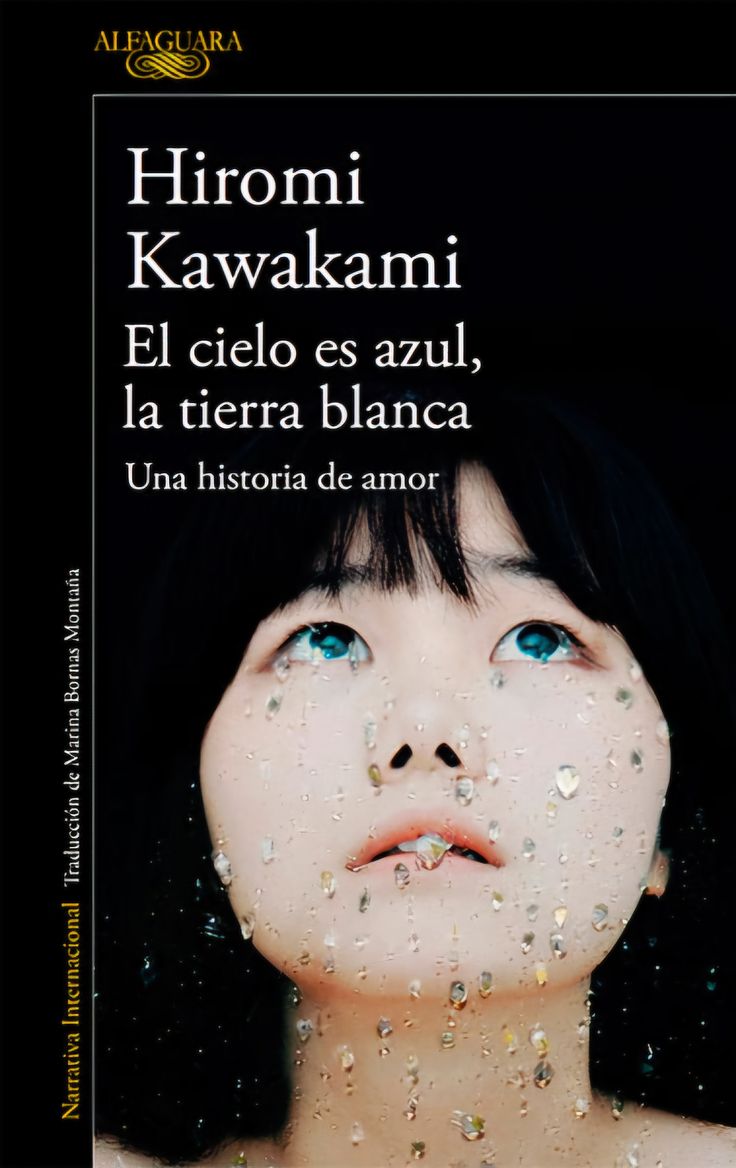 ALFAGUARA
Hiromi
Kawakami
El cielo es azul,
la tierra blanca
Una historia de amor
Narrativa Internacional Traducción de Marina Bornas Montaña